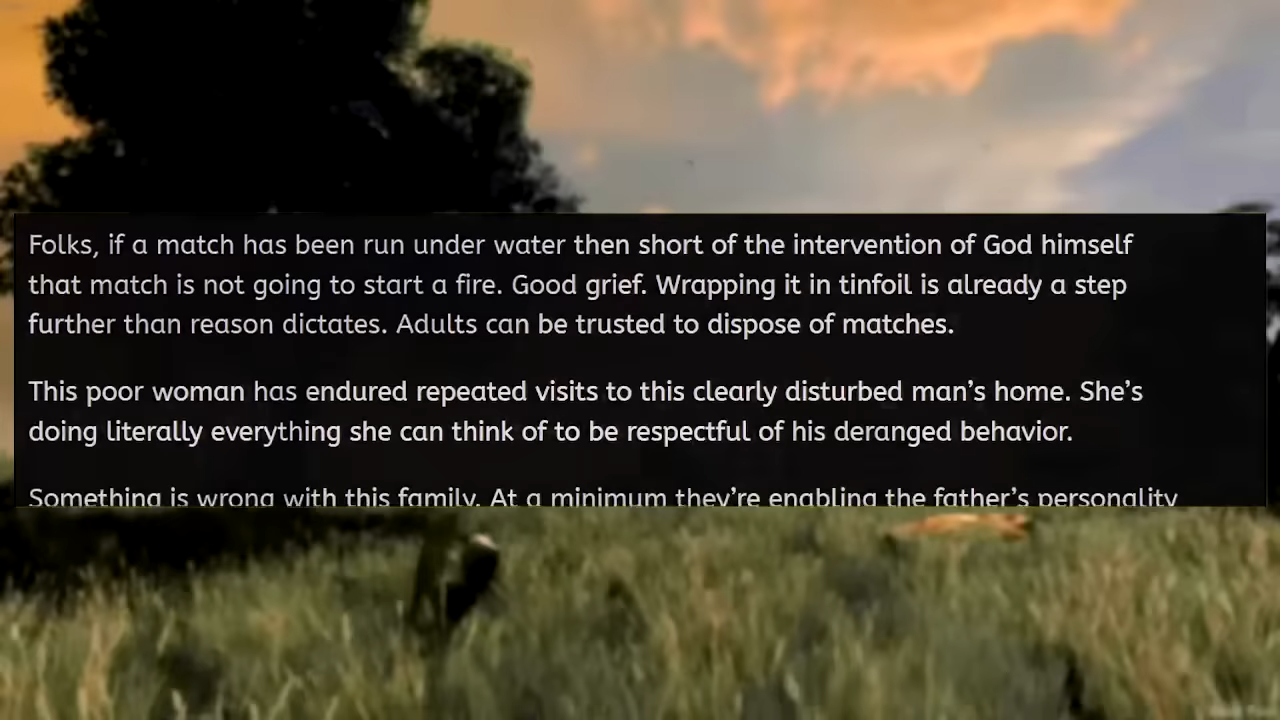 Folks, if a match has been run under water then short of the intervention of God himself
that match is not going to start a fire. Good grief. Wrapping it in tinfoil is already a step
further than reason dictates. Adults can be trusted to dispose of matches.
This poor woman has endured repeated visits to this clearly disturbed man’s home. She’s
doing literally everything she can think of to be respectful of his deranged behavior.
Something is wrong with this family. At a minimum they’re enabling the father’s personality